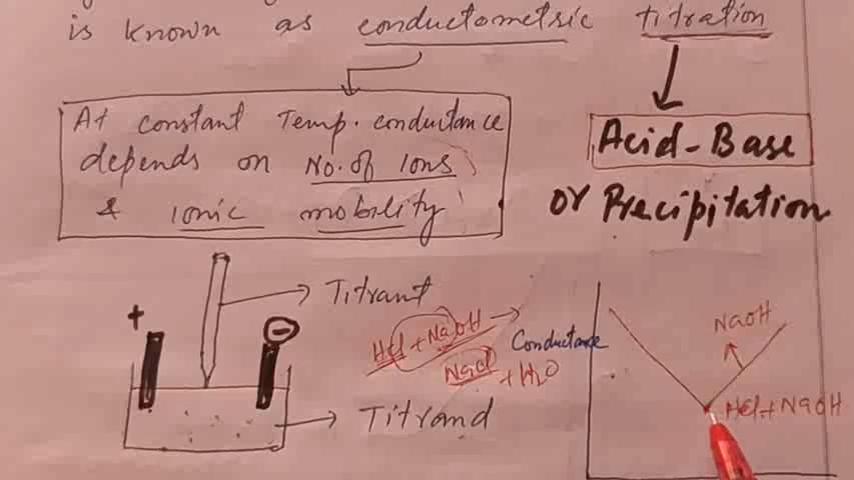 is known as conductometric titration
At constant Temp. conductance
depends on No. of Ions
& ionic mobility
Acid-Base
or Precipitation
+
Titrant
−
HCl + NaOH →
NaCl + H2O
Conductance
Titrand
NaOH
HCl + NaOH